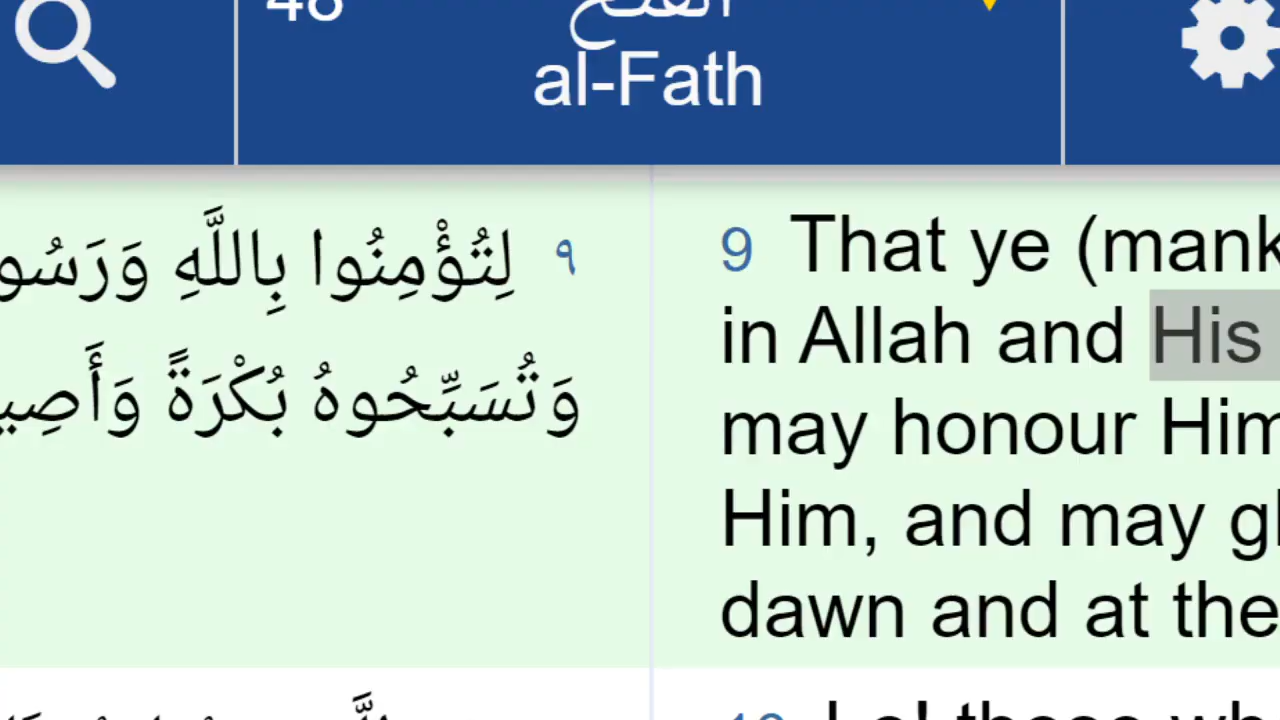 48
الفتح
al-Fath
٩ لِتُؤْمِنُوا بِاللَّهِ
وَتُسَبِّحُوهُ بُكْرَةً
9 That ye
in Allah and His
may honour
Him, and may
dawn and at the